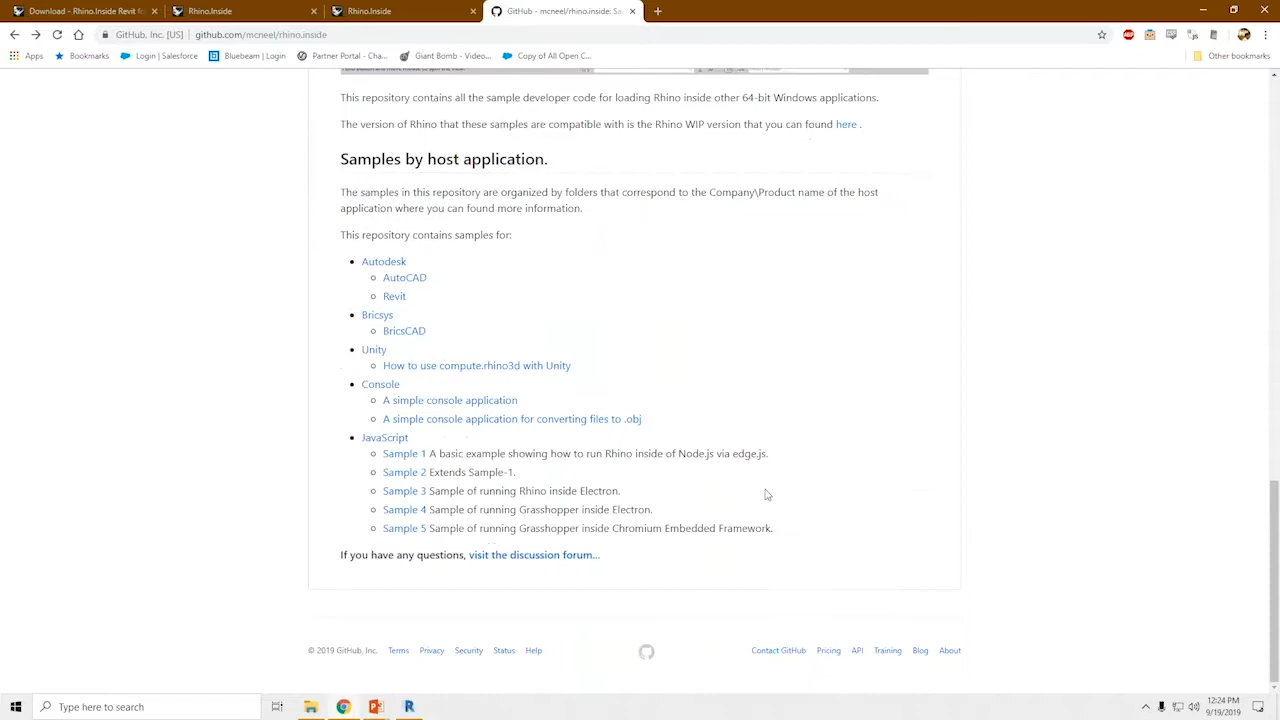 Download - Rhino.Inside Revit f
Rhino.Inside
Rhino.Inside
GitHub - mcneel/rhino.inside: Sa
GitHub, Inc. [US] | github.com/mcneel/rhino.inside
Apps
Bookmarks
Login | Salesforce
Bluebeam | Login
Partner Portal - Cha...
Giant Bomb - Video...
Copy of All Open C...
Other bookmarks
This repository contains all the sample developer code for loading Rhino inside other 64-bit Windows applications.
The version of Rhino that these samples are compatible with is the Rhino WIP version that you can found here .
Samples by host application.
The samples in this repository are organized by folders that correspond to the Company\Product name of the host
application where you can found more information.
This repository contains samples for:
Autodesk
AutoCAD
Revit
Bricsys
BricsCAD
Unity
How to use compute.rhino3d with Unity
Console
A simple console application
A simple console application for converting files to .obj
JavaScript
Sample 1 A basic example showing how to run Rhino inside of Node.js via edge.js.
Sample 2 Extends Sample-1.
Sample 3 Sample of running Rhino inside Electron.
Sample 4 Sample of running Grasshopper inside Electron.
Sample 5 Sample of running Grasshopper inside Chromium Embedded Framework.
If you have any questions, visit the discussion forum...
© 2019 GitHub, Inc. Terms Privacy Security Status Help
Contact GitHub Pricing API Training Blog About
Type here to search
12:24 PM
9/19/2019